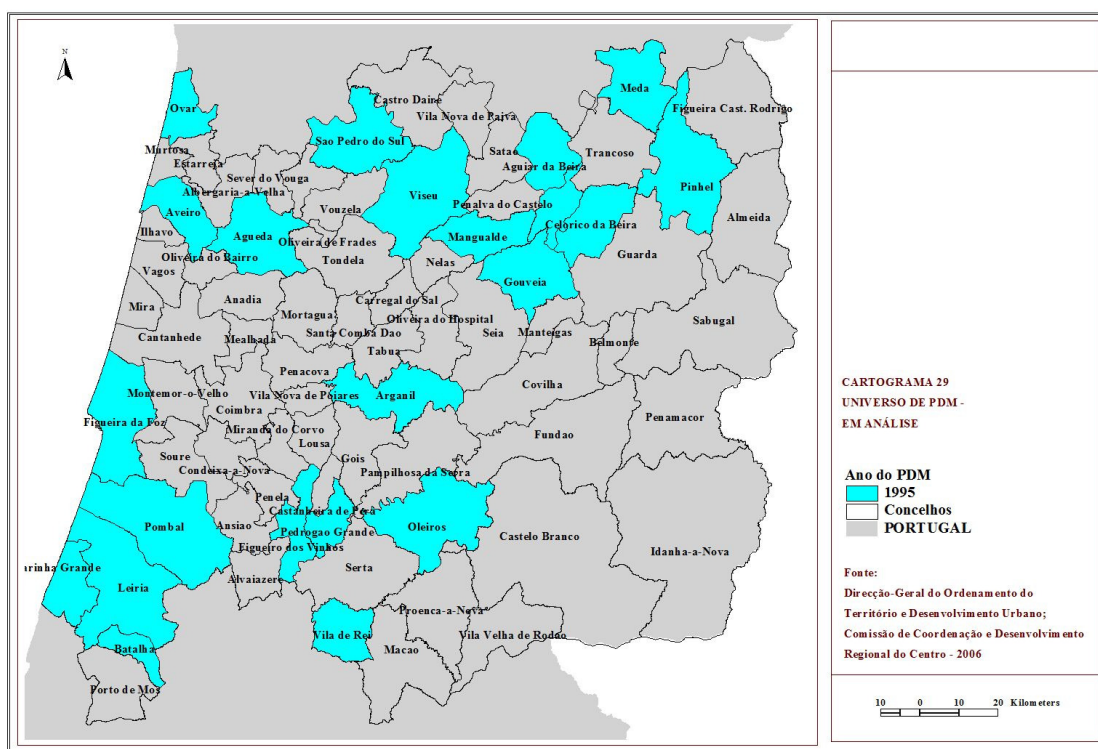 N
Meda
Castro Daire
Figueira Cast. Rodrigo
Ovar
Vila Nova de Paiva
Sao Pedro do Sul
Murtosa
Satao
Trancoso
Estarreja
Aguiar da Beira
Sever do Vouga
Pinhel
Albergaria-a-Velha
Viseu
Vouzela
Penalva do Castelo
Aveiro
Almeida
Celorico da Beira
Ilhavo
Agueda
Mangualde
Oliveira de Frades
Guarda
Oliveira do Bairro
Tondela
Nelas
Vagos
Gouveia
Anadia
Carregal do Sal
Mira
Mortagua
Oliveira do Hospital
Sabugal
Cantanhede
Mealhada
Santa Comba Dao
Seia
Manteigas
Belmonte
Tabua
Penacova
Covilha
Montemor-o-Velho
Vila Nova de Poiares
Arganil
Coimbra
Penamacor
Figueira da Foz
Miranda do Corvo
Fundao
Lousa
Soure
Gois
Condeixa-a-Nova
Pampilhosa da Serra
Penela
Castanheira de Pera
Pombal
Ansiao
Pedrogao Grande
Oleiros
Castelo Branco
Figueiro dos Vinhos
Idanha-a-Nova
arinha Grande
Serta
Alvaiazere
Leiria
Proenca-a-Nova
Vila de Rei
Vila Velha de Rodao
Batalha
Macao
Porto de Mos
CARTOGRAMA 29
UNIVERSO DE PDM -
EM ANÁLISE
Ano do PDM
1995
Concelhos
PORTUGAL
Fonte:
Direcção-Geral do Ordenamento do
Território e Desenvolvimento Urbano;
Comissão de Coordenação e Desenvolvimento
Regional do Centro - 2006
10 0 10 20 Kilometers